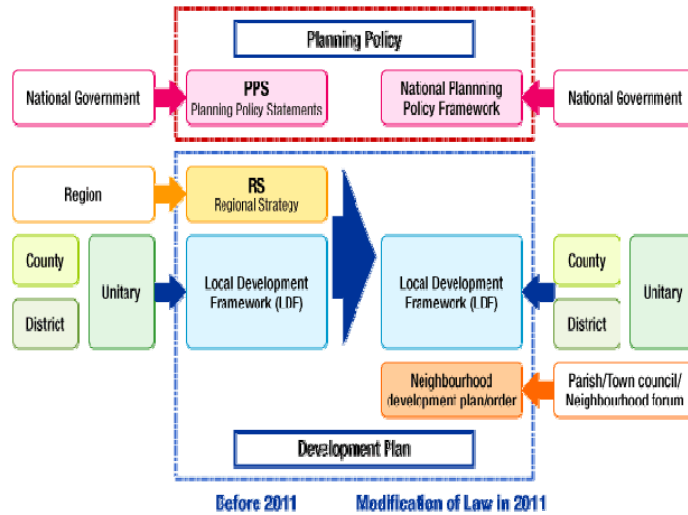 Planning Policy
National Government
PPS
Planning Policy Statements
National Plannning
Policy Framework
National Government
Region
RS
Regional Strategy
County
District
Unitary
Local Development
Framework (LDF)
Local Development
Framework (LDF)
County
District
Unitary
Neighbourhood
development plan/order
Parish/Town council/
Neighbourhood forum
Development Plan
Before 2011
Modification of Law in 2011